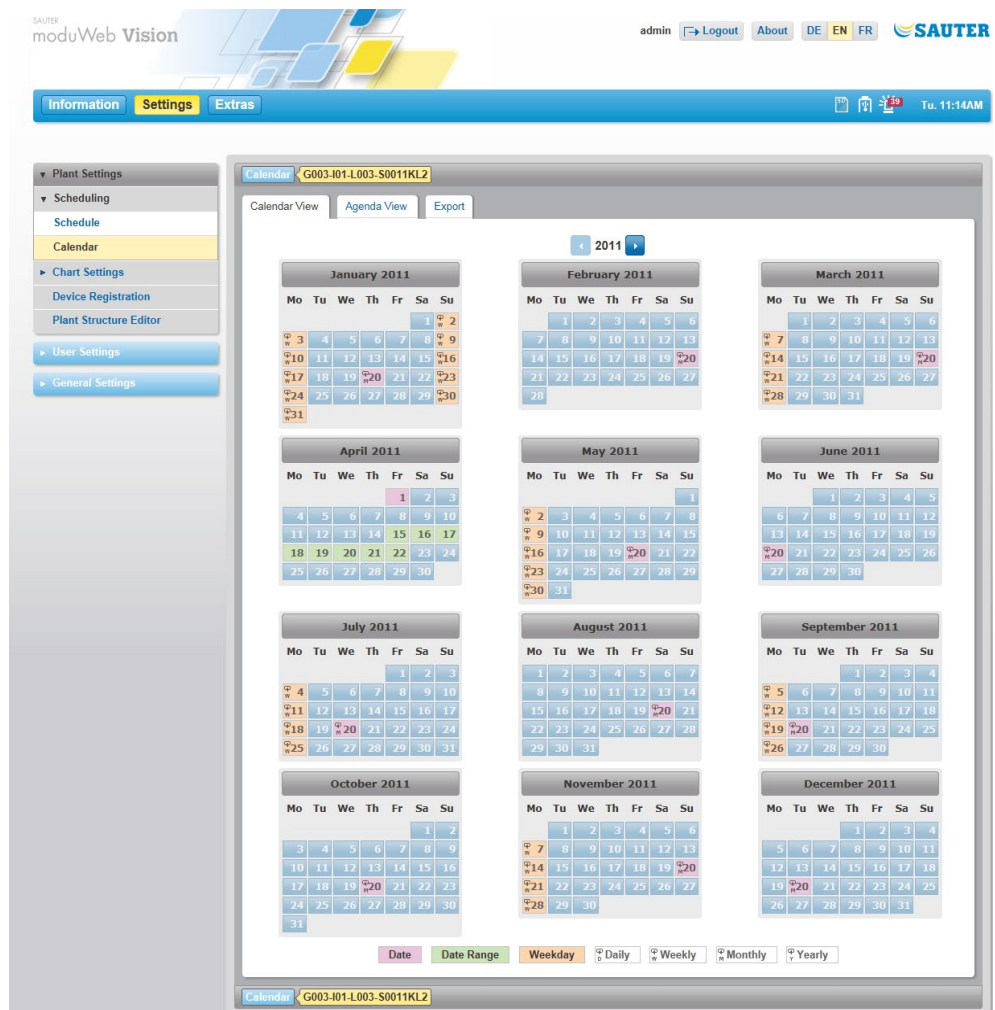 SAUTER
moduWeb Vision
admin Logout About DE EN FR SAUTER
Information Settings Extras 39 Tu. 11:14AM
Plant Settings
Scheduling
Schedule
Calendar
Chart Settings
Device Registration
Plant Structure Editor
User Settings
General Settings
Calendar G003-I01-L003-S0011KL2
Calendar View Agenda View Export
2011
January 2011
Mo Tu We Th Fr Sa Su
1 W 2
W 3 4 5 6 7 8 W 9
W 10 11 12 13 14 15 W 16
W 17 18 19 M 20 21 22 W 23
W 24 25 26 27 28 29 W 30
W 31
February 2011
Mo Tu We Th Fr Sa Su
1 2 3 4 5 6
7 8 9 10 11 12 13
14 15 16 17 18 19 M 20
21 22 23 24 25 26 27
28
March 2011
Mo Tu We Th Fr Sa Su
1 2 3 4 5 6
W 7 8 9 10 11 12 13
W 14 15 16 17 18 19 M 20
W 21 22 23 24 25 26 27
W 28 29 30 31
April 2011
Mo Tu We Th Fr Sa Su
1 2 3
4 5 6 7 8 9 10
11 12 13 14 15 16 17
18 19 20 21 22 23 24
25 26 27 28 29 30
May 2011
Mo Tu We Th Fr Sa Su
1
W 2 3 4 5 6 7 8
W 9 10 11 12 13 14 15
W 16 17 18 19 M 20 21 22
W 23 24 25 26 27 28 29
W 30 31
June 2011
Mo Tu We Th Fr Sa Su
1 2 3 4 5
6 7 8 9 10 11 12
13 14 15 16 17 18 19
M 20 21 22 23 24 25 26
27 28 29 30
July 2011
Mo Tu We Th Fr Sa Su
1 2 3
W 4 5 6 7 8 9 10
W 11 12 13 14 15 16 17
W 18 19 M 20 21 22 23 24
W 25 26 27 28 29 30 31
August 2011
Mo Tu We Th Fr Sa Su
1 2 3 4 5 6 7
8 9 10 11 12 13 14
15 16 17 18 19 M 20 21
22 23 24 25 26 27 28
29 30 31
September 2011
Mo Tu We Th Fr Sa Su
1 2 3 4
W 5 6 7 8 9 10 11
W 12 13 14 15 16 17 18
W 19 M 20 21 22 23 24 25
W 26 27 28 29 30
October 2011
Mo Tu We Th Fr Sa Su
1 2
3 4 5 6 7 8 9
10 11 12 13 14 15 16
17 18 19 M 20 21 22 23
24 25 26 27 28 29 30
31
November 2011
Mo Tu We Th Fr Sa Su
1 2 3 4 5 6
W 7 8 9 10 11 12 13
W 14 15 16 17 18 19 M 20
W 21 22 23 24 25 26 27
W 28 29 30
December 2011
Mo Tu We Th Fr Sa Su
1 2 3 4
5 6 7 8 9 10 11
12 13 14 15 16 17 18
19 M 20 21 22 23 24 25
26 27 28 29 30 31
Date Date Range Weekday D Daily W Weekly M Monthly Y Yearly
Calendar G003-I01-L003-S0011KL2